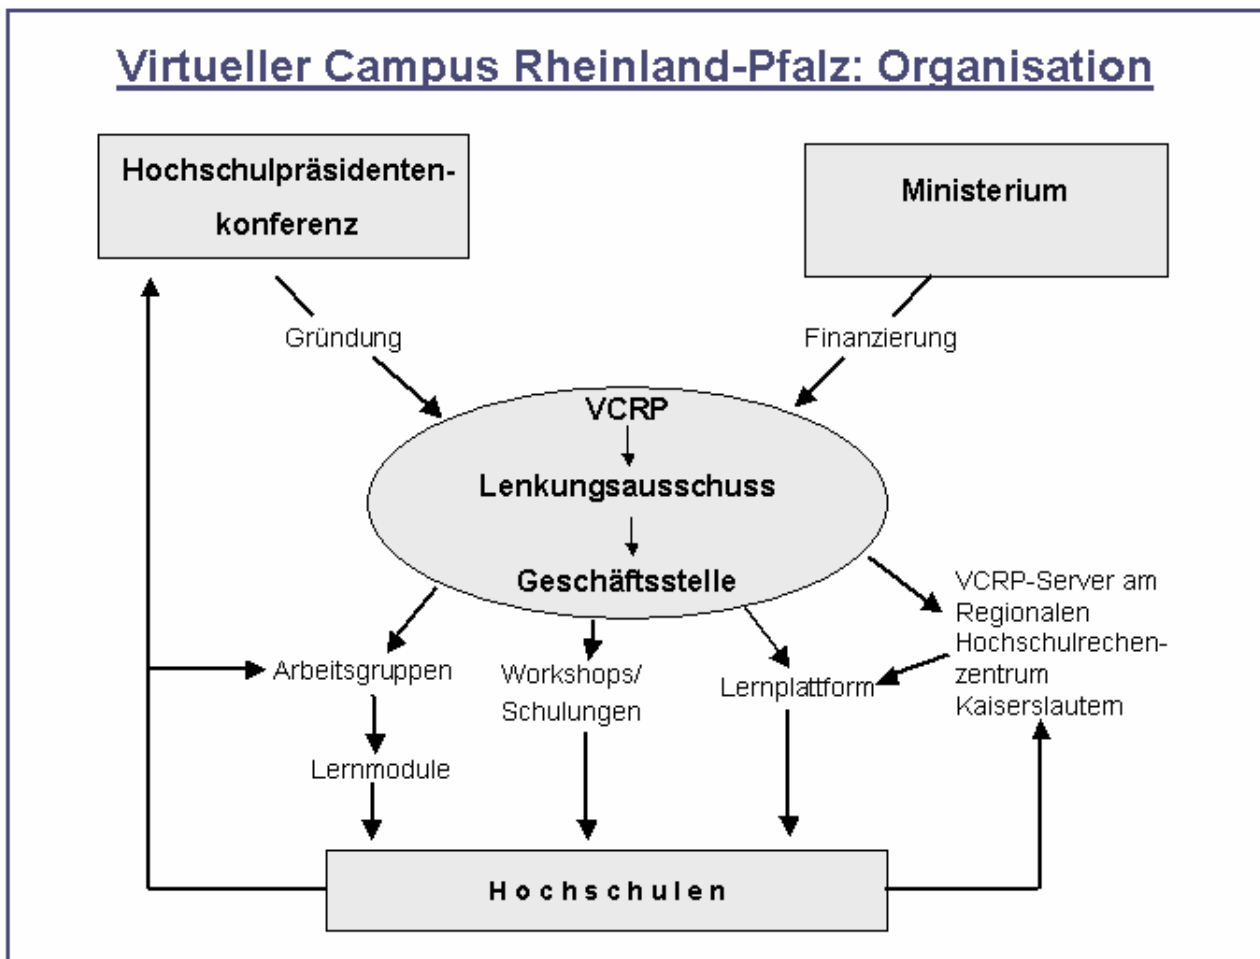 Virtueller Campus Rheinland-Pfalz: Organisation
Hochschulpräsidenten-
konferenz
Ministerium
Gründung
Finanzierung
VCRP
Lenkungsausschuss
Geschäftsstelle
VCRP-Server am
Regionalen
Hochschulrechen-
zentrum
Kaiserslautern
Arbeitsgruppen
Workshops/
Schulungen
Lernplattform
Lernmodule
Hochschulen